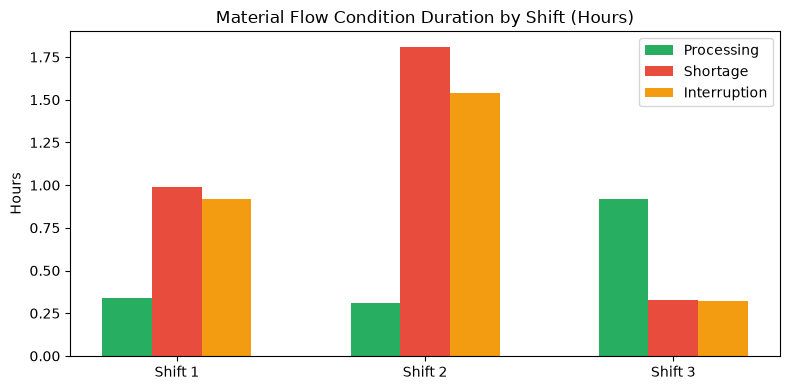 Material Flow Condition Duration by Shift (Hours)
Processing
Shortage
Interruption
Hours
1.75
1.50
1.25
1.00
0.75
0.50
0.25
0.00
Shift 1
Shift 2
Shift 3